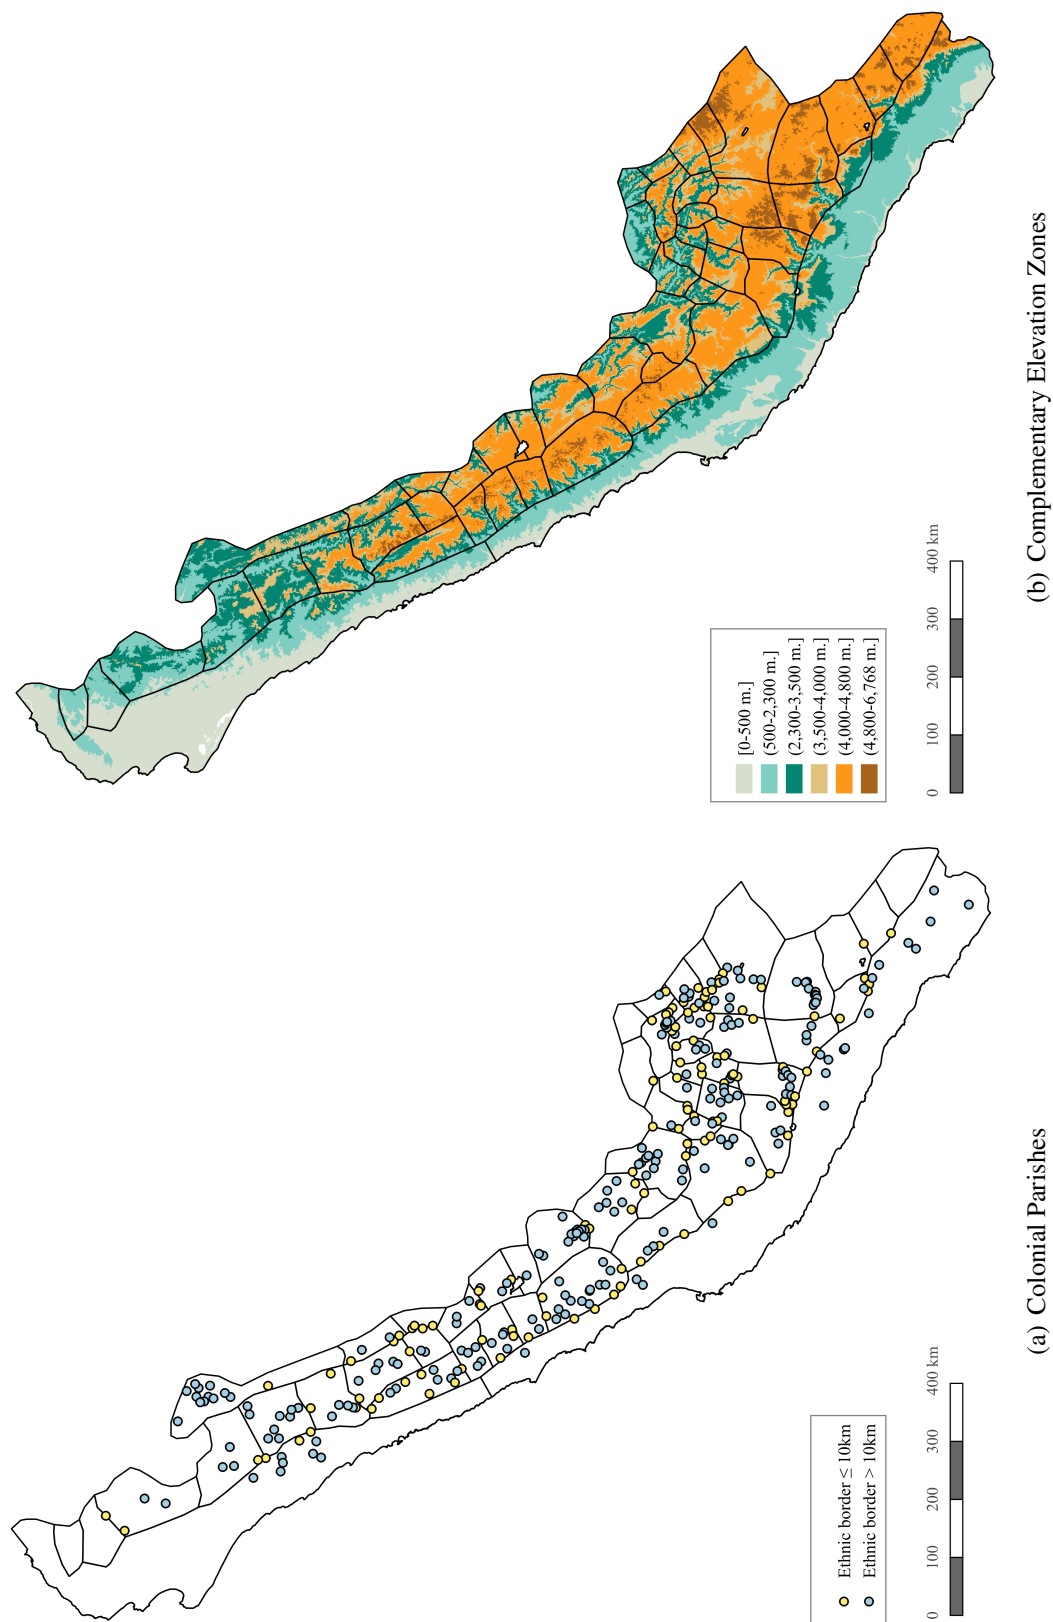 Ethnic border ≤ 10km
Ethnic border > 10km
0 100 200 300 400 km
(a) Colonial Parishes
[0-500 m.]
(500-2,300 m.]
(2,300-3,500 m.]
(3,500-4,000 m.]
(4,000-4,800 m.]
(4,800-6,768 m.]
0 100 200 300 400 km
(b) Complementary Elevation Zones